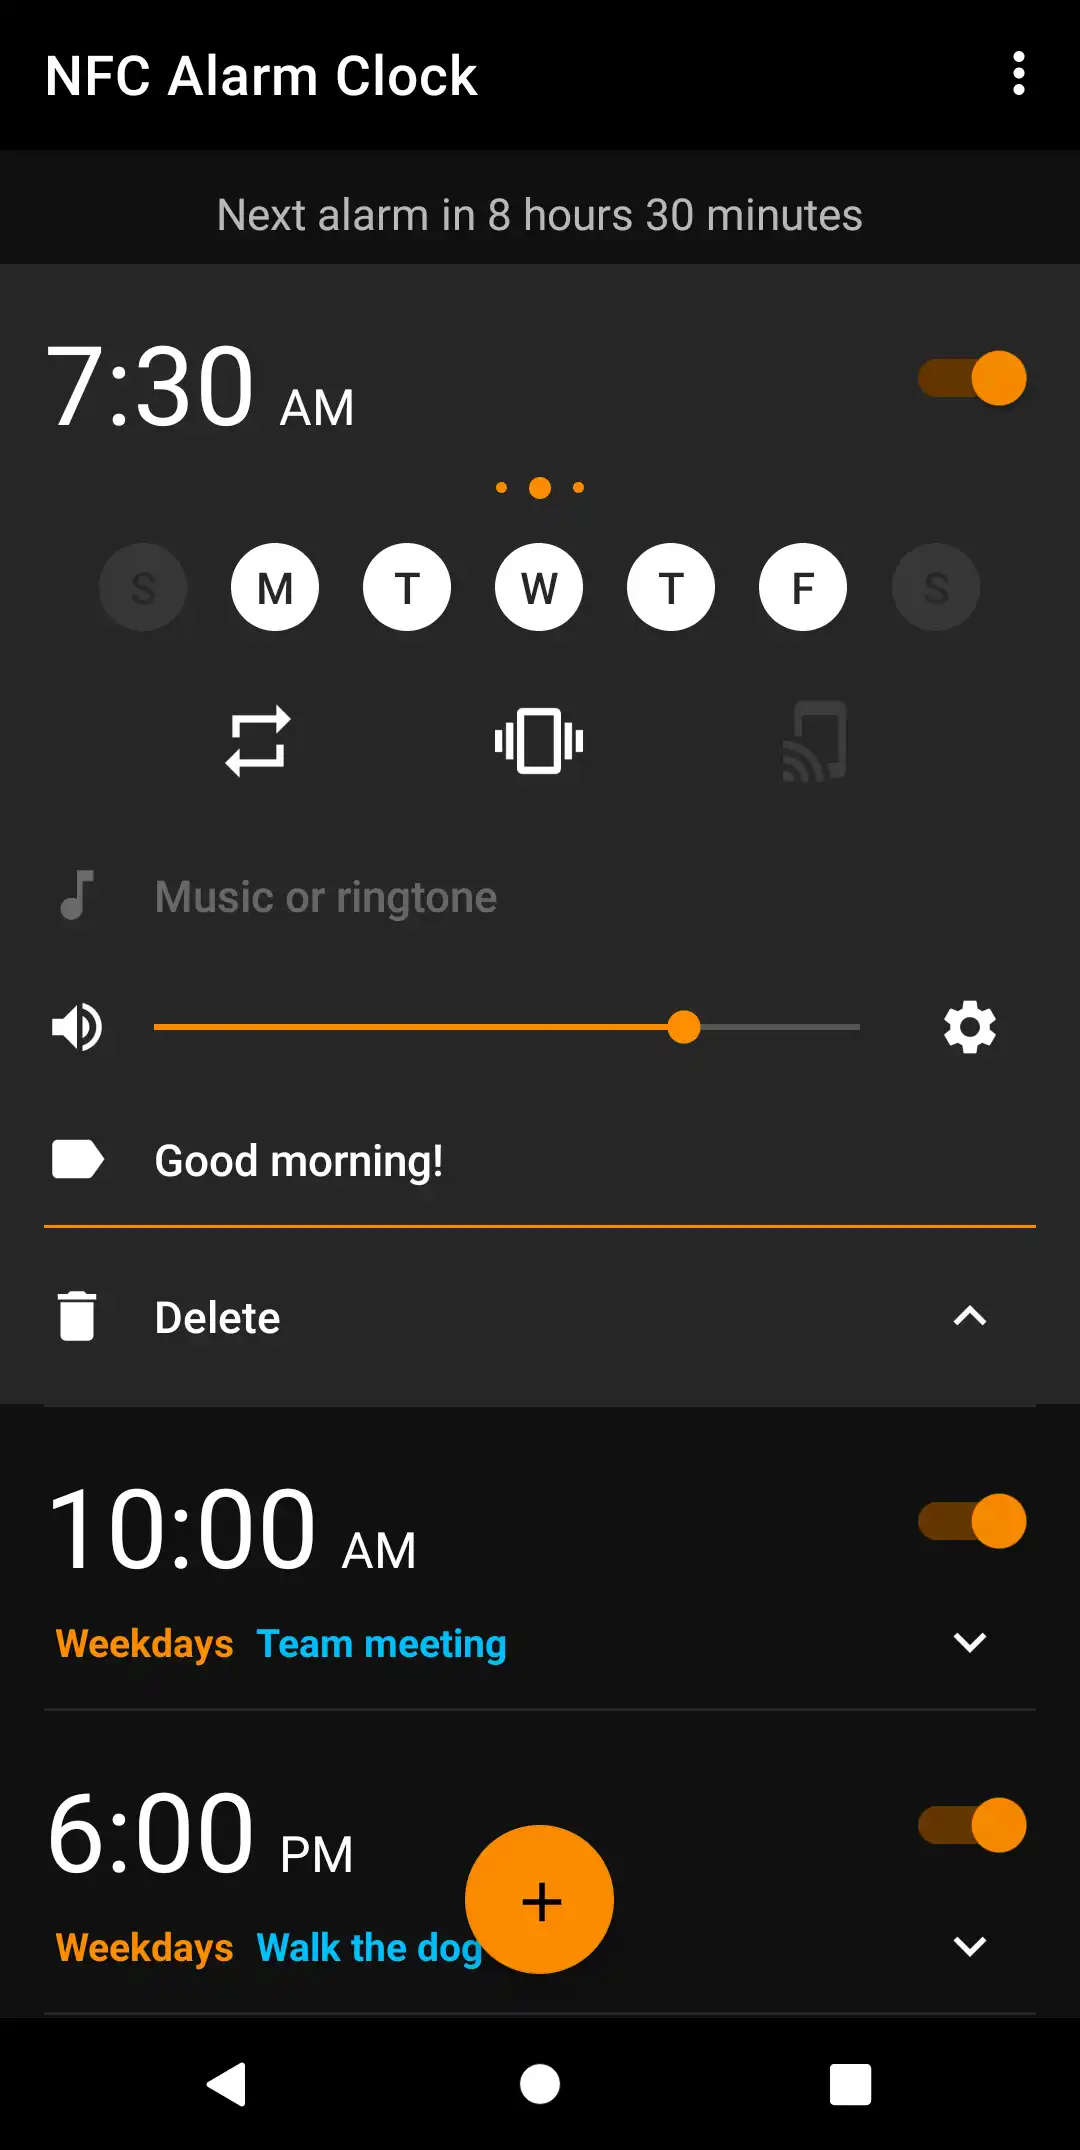 NFC Alarm Clock
Next alarm in 8 hours 30 minutes
7:30 AM
S M T W T F S
Music or ringtone
Good morning!
Delete
10:00 AM
Weekdays Team meeting
6:00 PM
Weekdays Walk the dog